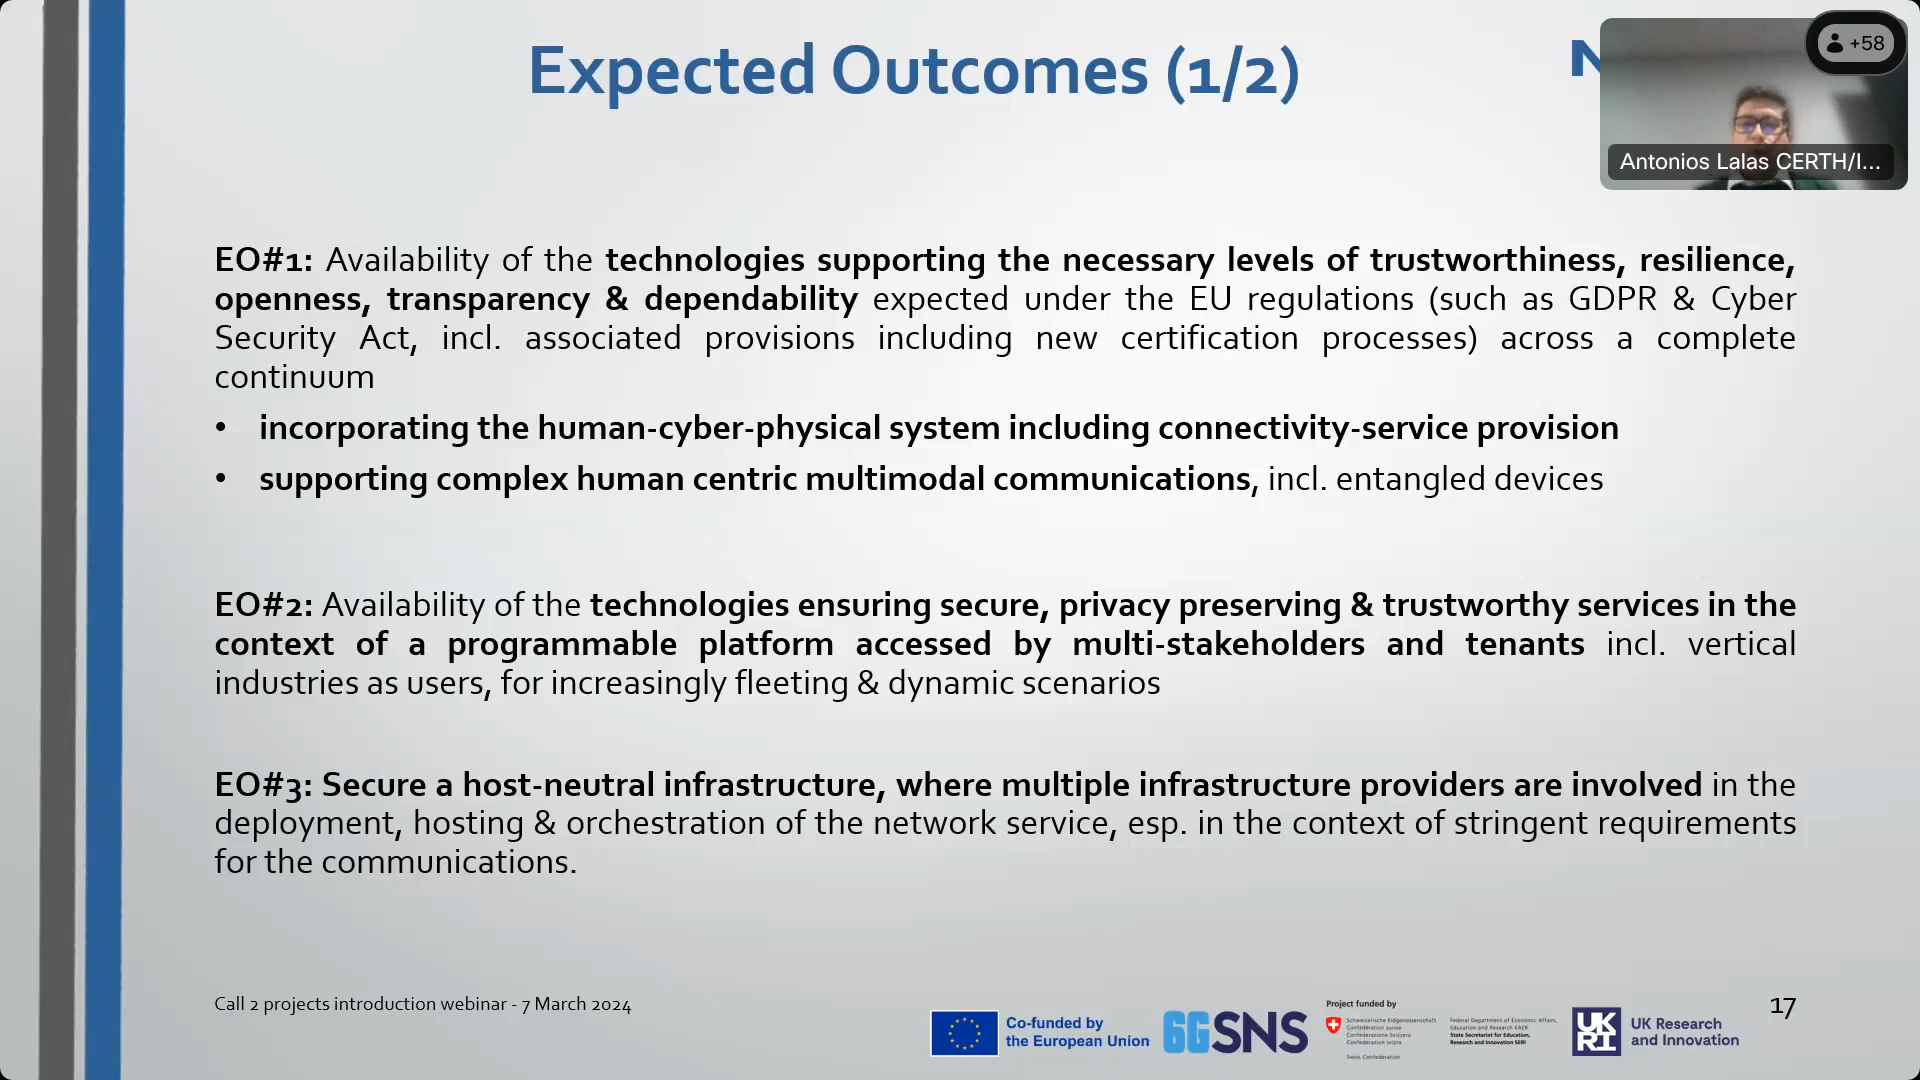 Expected Outcomes (1/2)
N
+58
Antonios Lalas CERTH/I...
EO#1: Availability of the technologies supporting the necessary levels of trustworthiness, resilience,
openness, transparency & dependability expected under the EU regulations (such as GDPR & Cyber
Security Act, incl. associated provisions including new certification processes) across a complete
continuum
• incorporating the human-cyber-physical system including connectivity-service provision
• supporting complex human centric multimodal communications, incl. entangled devices
EO#2: Availability of the technologies ensuring secure, privacy preserving & trustworthy services in the
context of a programmable platform accessed by multi-stakeholders and tenants incl. vertical
industries as users, for increasingly fleeting & dynamic scenarios
EO#3: Secure a host-neutral infrastructure, where multiple infrastructure providers are involved in the
deployment, hosting & orchestration of the network service, esp. in the context of stringent requirements
for the communications.
Call 2 projects introduction webinar - 7 March 2024
Co-funded by
the European Union
6GSNS
Project funded by
Schweizerische Eidgenossenschaft
Confédération suisse
Confederazione Svizzera
Confederaziun svizra
Swiss Confederation
Federal Department of Economic Affairs,
Education and Research EAER
State Secretariat for Education,
Research and Innovation SERI
UK
RI
UK Research
and Innovation
17